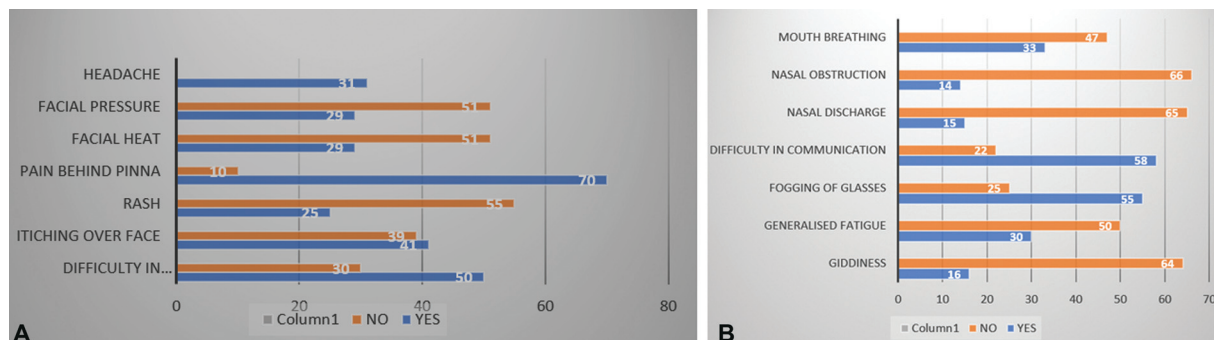 HEADACHE
31
FACIAL PRESSURE
51
29
FACIAL HEAT
51
29
PAIN BEHIND PINNA
10
70
RASH
55
25
ITICHING OVER FACE
39
41
DIFFICULTY IN...
30
50
0 20 40 60 80
Column1 NO YES
A
MOUTH BREATHING
47
33
NASAL OBSTRUCTION
66
14
NASAL DISCHARGE
65
15
DIFFICULTY IN COMMUNICATION
22
58
FOGGING OF GLASSES
25
55
GENERALISED FATIGUE
50
30
GIDDINESS
64
16
0 10 20 30 40 50 60 70
Column1 NO YES
B